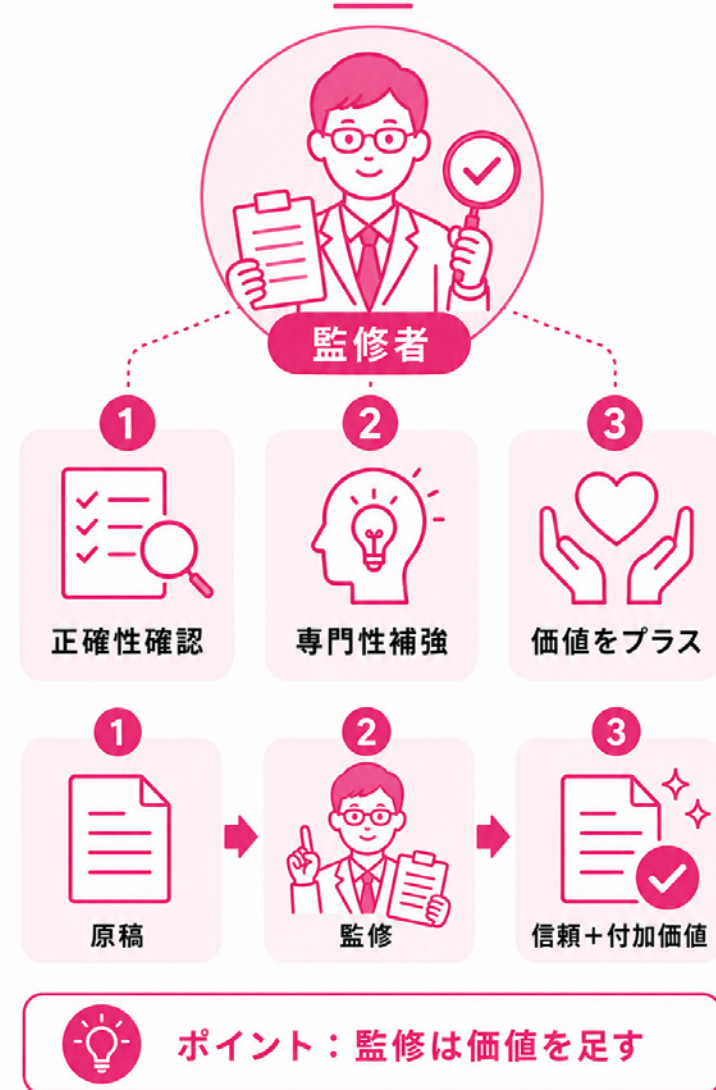 監修者
1
2
3
正確性確認
専門性補強
価値をプラス
1
2
3
原稿
監修
信頼＋付加価値
ポイント：監修は価値を足す